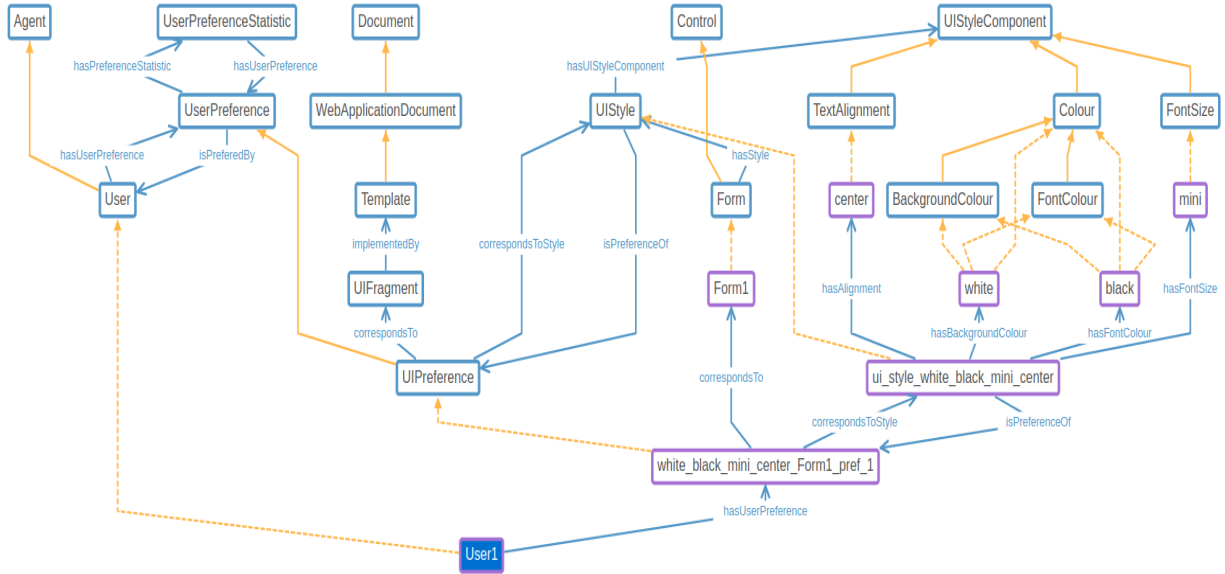 Agent
UserPreferenceStatistic
Document
Control
UIStyleComponent
hasPreferenceStatistic
hasUserPreference
hasUIStyleComponent
UserPreference
WebApplicationDocument
UIStyle
TextAlignment
Colour
FontSize
hasUserPreference
isPreferedBy
hasStyle
User
Template
Form
center
BackgroundColour
FontColour
mini
implementedBy
correspondsToStyle
isPreferenceOf
UIFragment
Form1
hasAlignment
white
black
hasFontSize
correspondsTo
hasBackgroundColour
hasFontColour
UIPreference
correspondsTo
ui_style_white_black_mini_center
correspondsToStyle
isPreferenceOf
white_black_mini_center_Form1_pref_1
hasUserPreference
User1